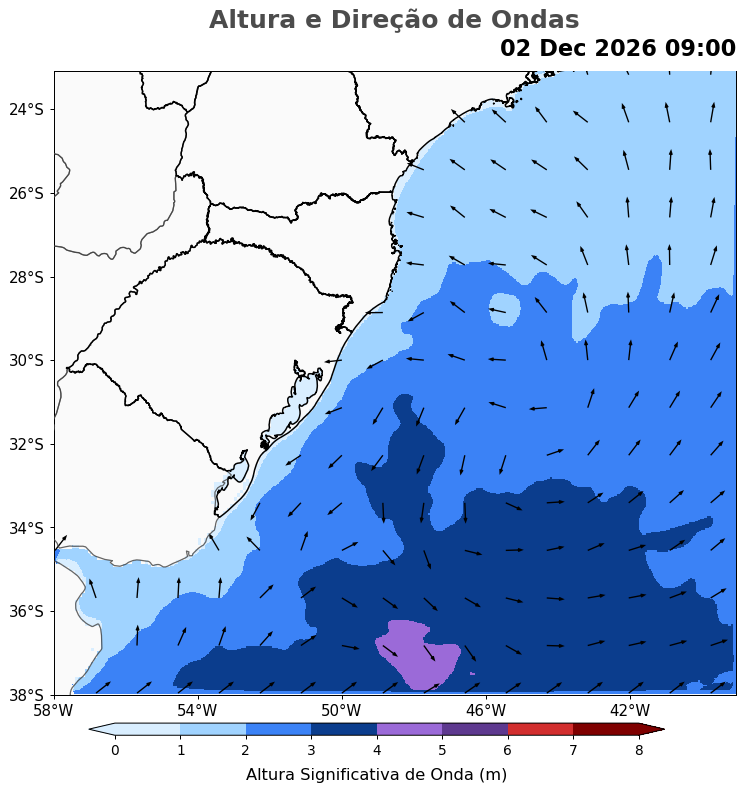 Altura e Direção de Ondas
02 Dec 2026 09:00
24°S
26°S
28°S
30°S
32°S
34°S
36°S
38°S
58°W 54°W 50°W 46°W 42°W
0 1 2 3 4 5 6 7 8
Altura Significativa de Onda (m)